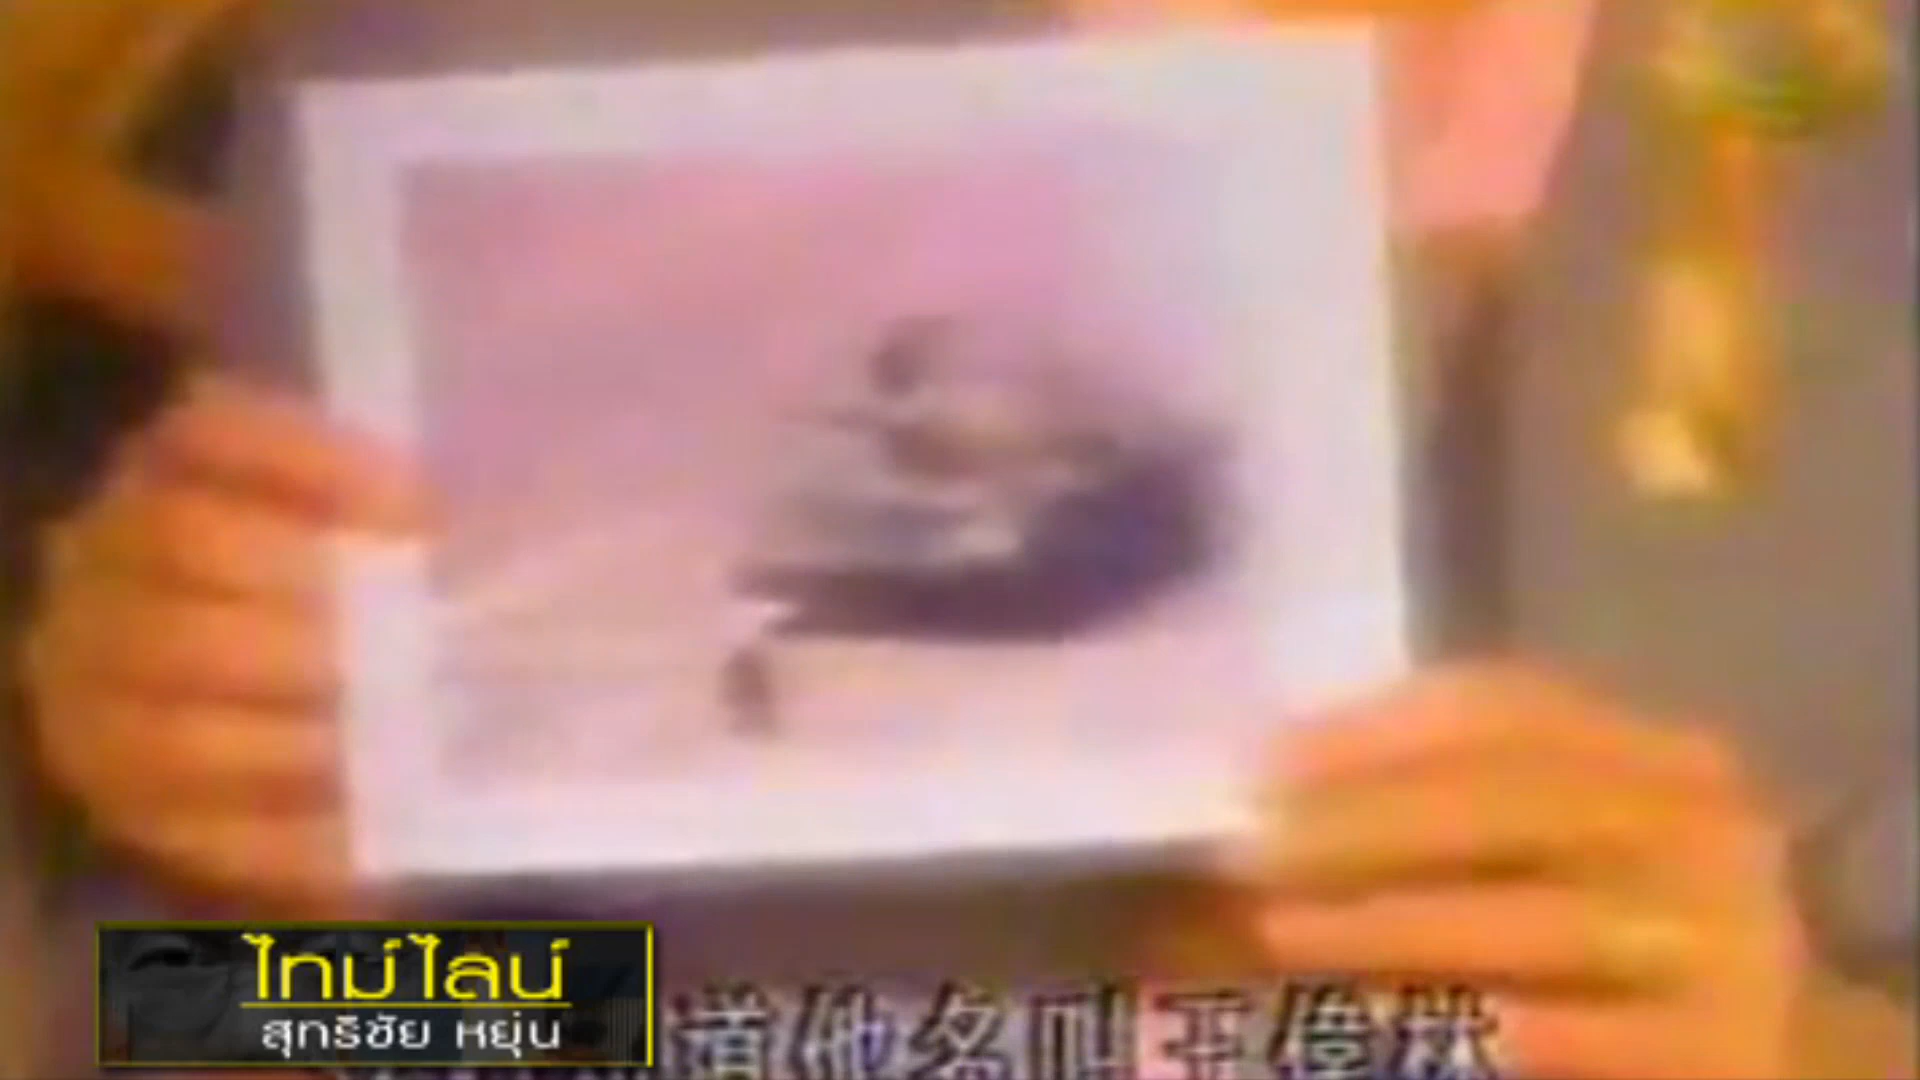 ไทม์ไลน์
สุทธิชัย หยุ่น
道他名叫王